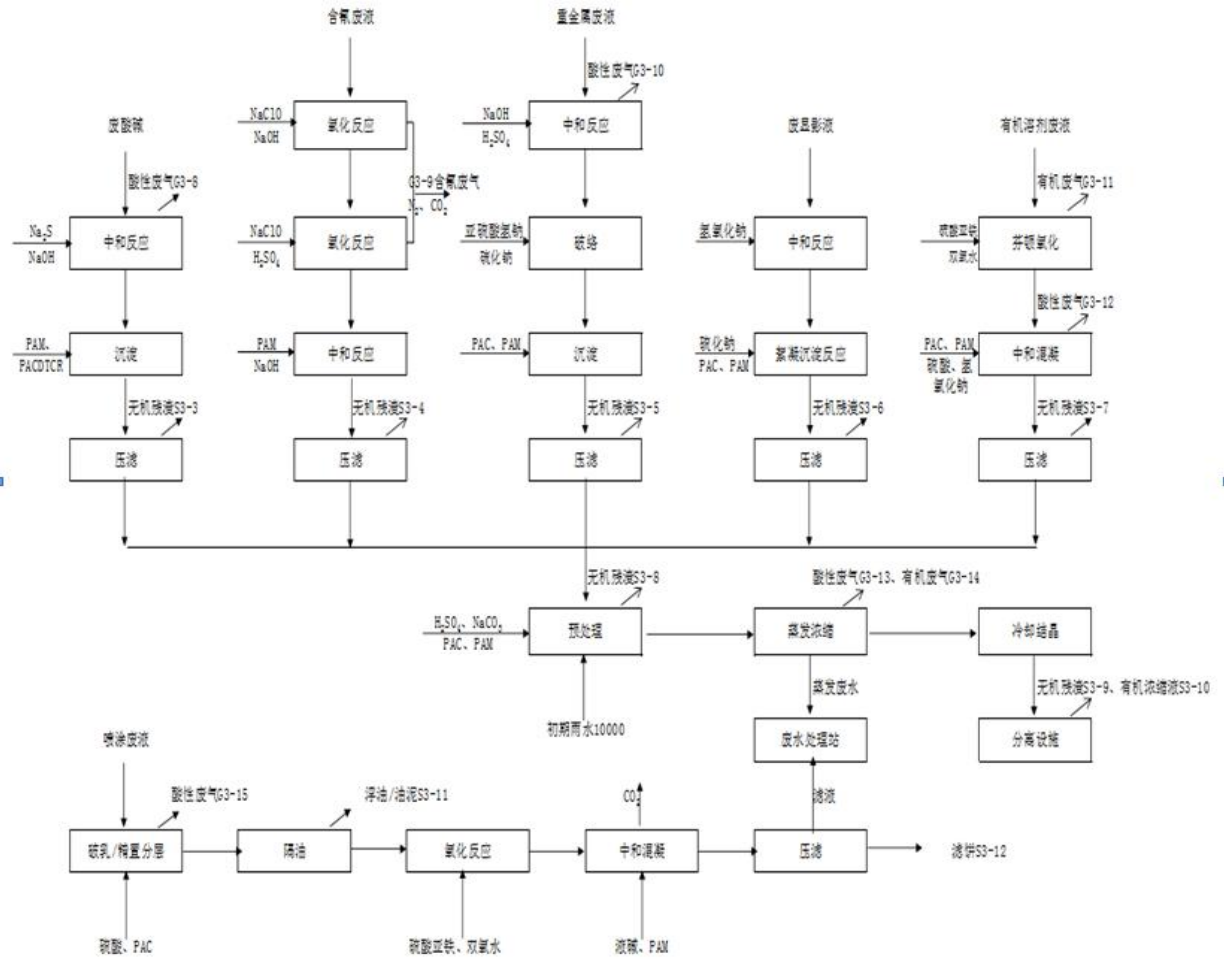 含氰废液
重金属废液
酸性废气G3-10
废酸碱
NaClO
NaOH
氧化反应
NaOH
H₂SO₄
中和反应
废显影液
有机溶剂废液
酸性废气G3-8
G3-9含氰废气
N₂、CO₂
有机废气G3-11
Na₂S
NaOH
中和反应
NaClO
H₂SO₄
氧化反应
亚硫酸氢钠
硫化钠
破络
氢氧化钠
中和反应
硫酸亚铁
双氧水
芬顿氧化
酸性废气G3-12
PAM、
PACDTCR
沉淀
PAM
NaOH
中和反应
PAC、PAM
沉淀
硫化钠
PAC、PAM
絮凝沉淀反应
PAC、PAM
硫酸、氢
氧化钠
中和混凝
无机残渣S3-3
无机残渣S3-4
无机残渣S3-5
无机残渣S3-6
无机残渣S3-7
压滤
压滤
压滤
压滤
压滤
无机残渣S3-8
酸性废气G3-13、有机废气G3-14
H₂SO₄、NaCO₃
PAC、PAM
预处理
蒸发浓缩
冷却结晶
蒸发废水
无机残渣S3-9、有机浓缩液S3-10
初期雨水10000
废水处理站
分离设施
喷涂废液
酸性废气G3-15
浮油/油泥S3-11
CO₂
滤液
破乳/精置分层
隔油
氧化反应
中和混凝
压滤
滤饼S3-12
硫酸、PAC
硫酸亚铁、双氧水
液碱、PAM